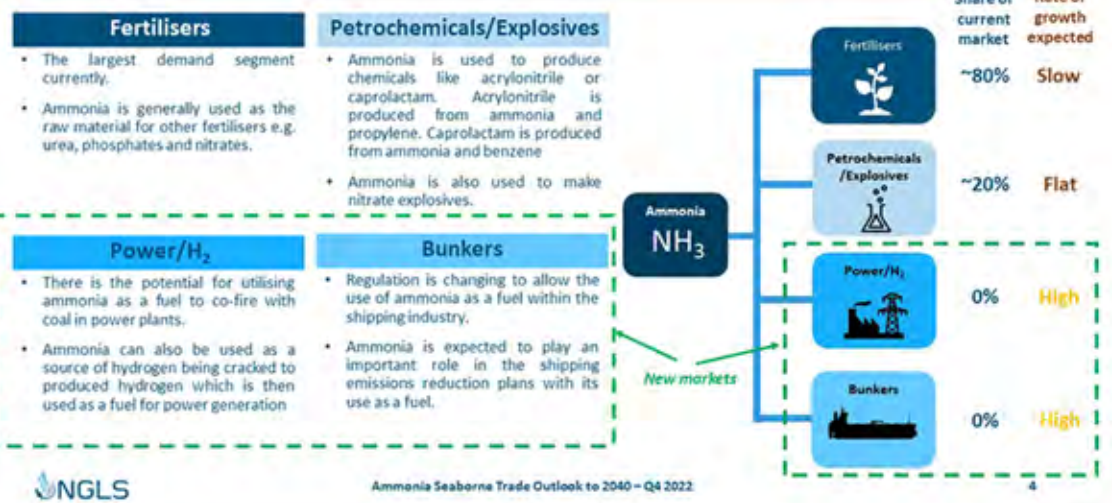 Fertilisers
• The largest demand segment
currently.
• Ammonia is generally used as the
raw material for other fertilisers e.g.
urea, phosphates and nitrates.
Petrochemicals/Explosives
• Ammonia is used to produce
chemicals like acrylonitrile or
caprolactam. Acrylonitrile is
produced from ammonia and
propylene. Caprolactam is produced
from ammonia and benzene
• Ammonia is also used to make
nitrate explosives.
Power/H₂
• There is the potential for utilising
ammonia as a fuel to co-fire with
coal in power plants.
• Ammonia can also be used as a
source of hydrogen being cracked to
produced hydrogen which is then
used as a fuel for power generation
Bunkers
• Regulation is changing to allow the
use of ammonia as a fuel within the
shipping industry.
• Ammonia is expected to play an
important role in the shipping
emissions reduction plans with its
use as a fuel.
New markets
Ammonia
NH₃
current
market
growth
expected
Fertilisers
~80% Slow
Petrochemicals
/Explosives
~20% Flat
Power/H₂
0% High
Bunkers
0% High
NGLS
Ammonia Seaborne Trade Outlook to 2040 – Q4 2022
4